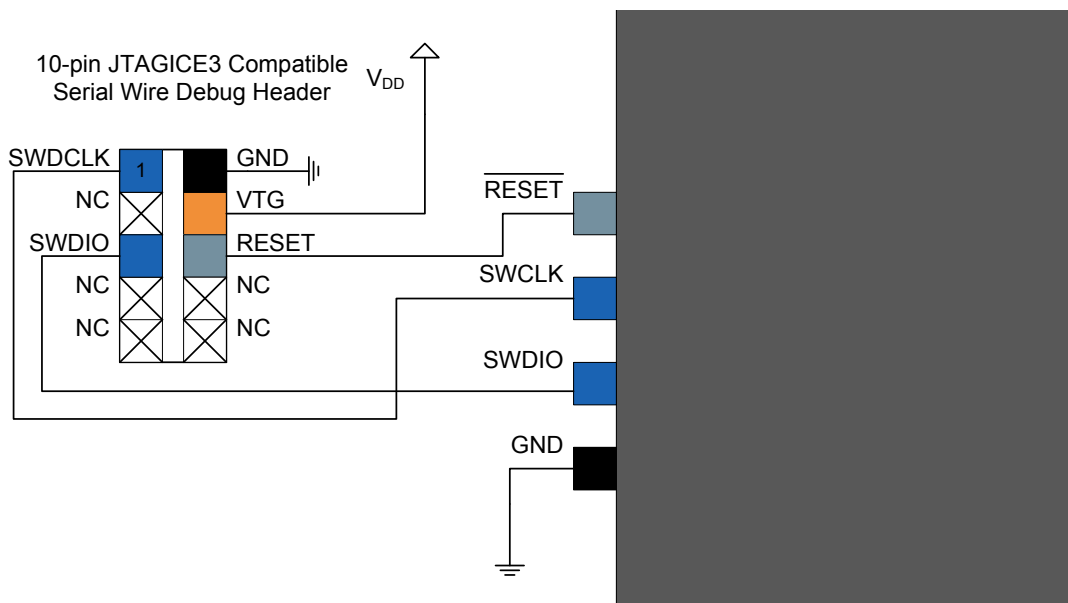 10-pin JTAGICE3 Compatible
Serial Wire Debug Header
VDD
SWDCLK
1
GND
NC
VTG
SWDIO
RESET
NC
NC
NC
NC
RESET
SWCLK
SWDIO
GND